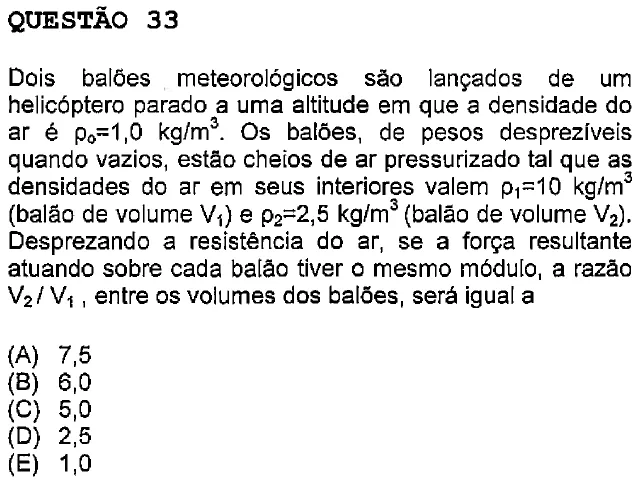 QUESTÃO 33
Dois balões meteorológicos são lançados de um
helicóptero parado a uma altitude em que a densidade do
ar é ρ₀=1,0 kg/m³. Os balões, de pesos desprezíveis
quando vazios, estão cheios de ar pressurizado tal que as
densidades do ar em seus interiores valem ρ₁=10 kg/m³
(balão de volume V₁) e ρ₂=2,5 kg/m³ (balão de volume V₂).
Desprezando a resistência do ar, se a força resultante
atuando sobre cada balão tiver o mesmo módulo, a razão
V₂ / V₁ , entre os volumes dos balões, será igual a
(A) 7,5
(B) 6,0
(C) 5,0
(D) 2,5
(E) 1,0